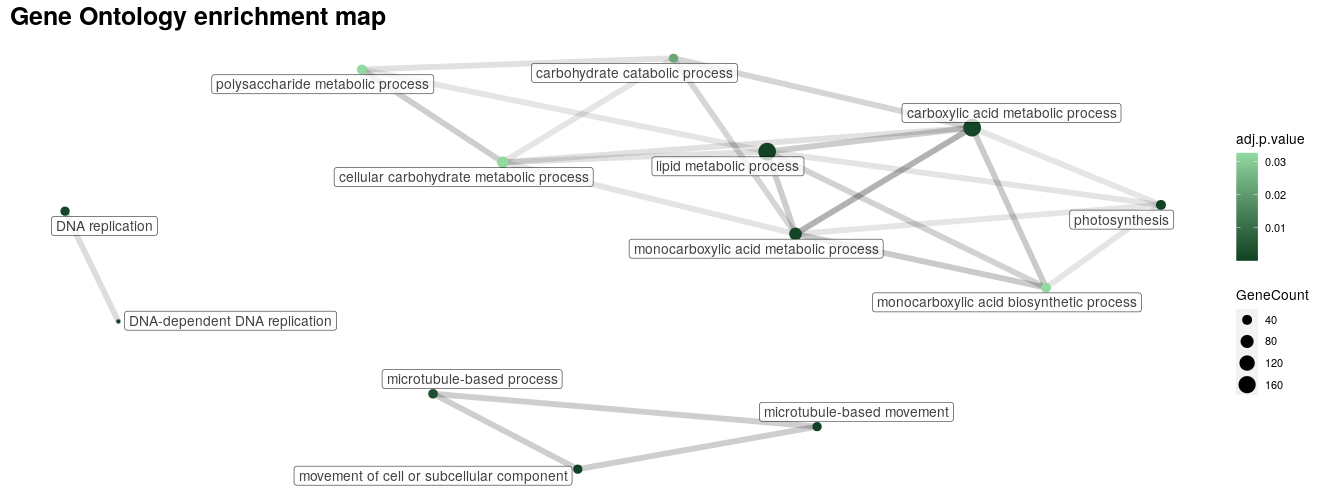 Gene Ontology enrichment map
polysaccharide metabolic process
carbohydrate catabolic process
carboxylic acid metabolic process
lipid metabolic process
cellular carbohydrate metabolic process
DNA replication
photosynthesis
monocarboxylic acid metabolic process
monocarboxylic acid biosynthetic process
DNA-dependent DNA replication
microtubule-based process
microtubule-based movement
movement of cell or subcellular component
adj.p.value
0.03
0.02
0.01
GeneCount
40
80
120
160